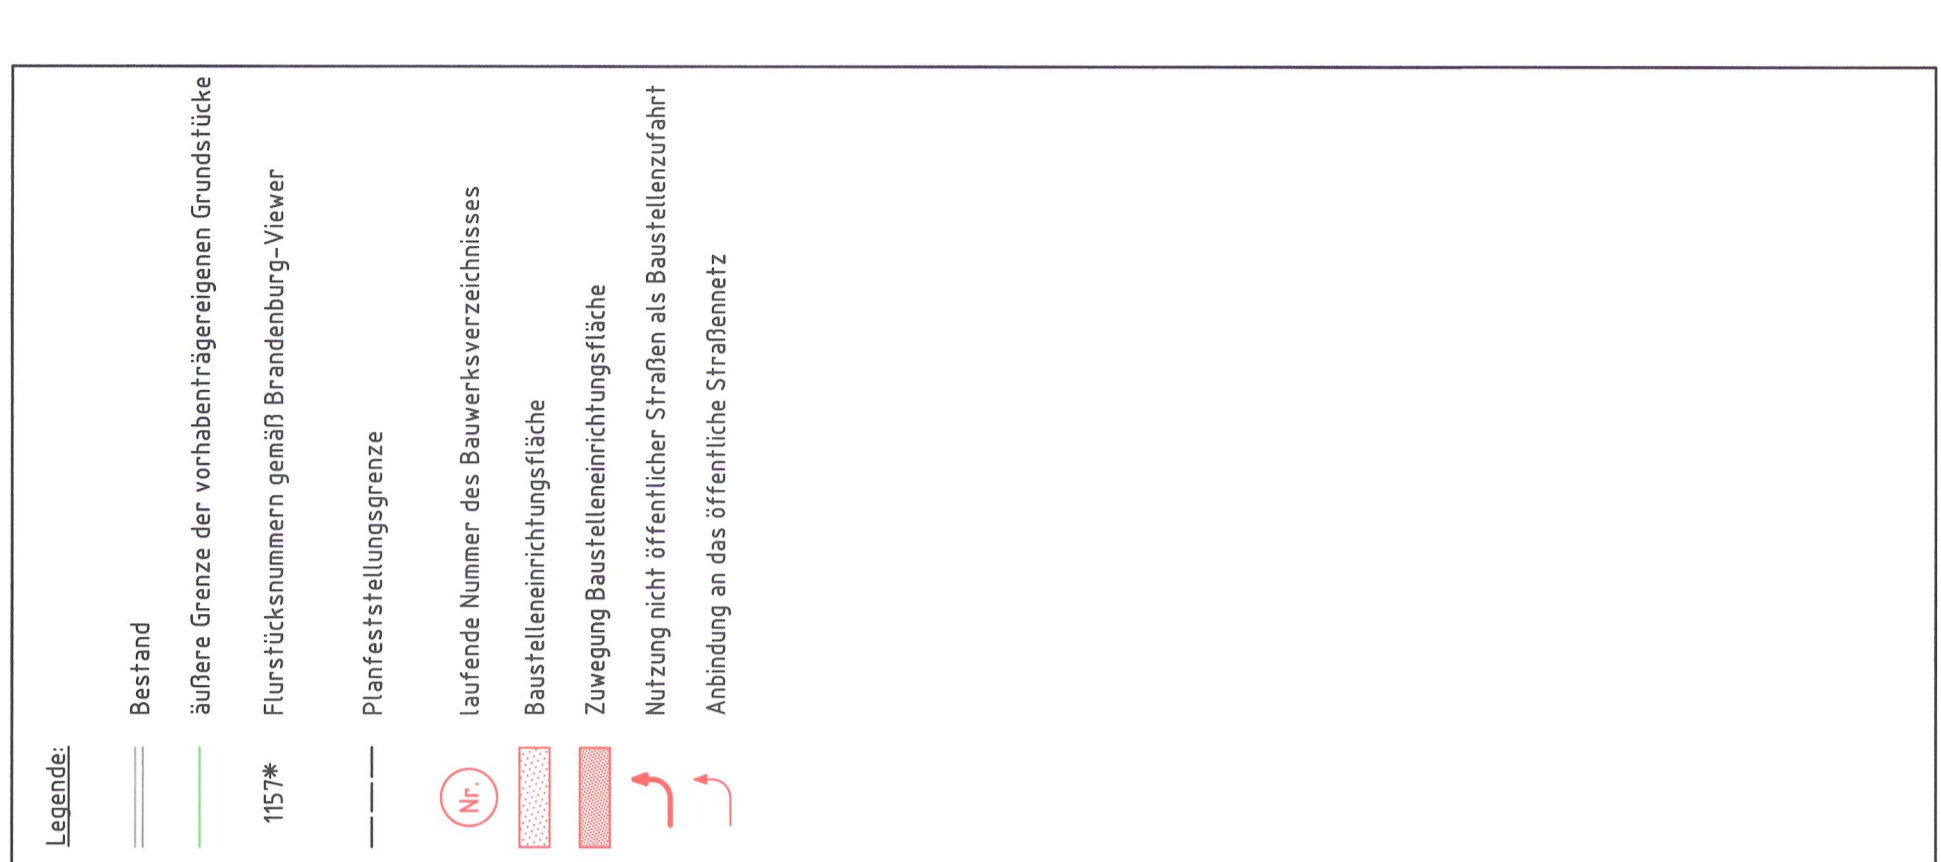 Legende:
Bestand
äußere Grenze der vorhabenträgereigenen Grundstücke
1157* Flurstücksnummern gemäß Brandenburg-Viewer
Planfeststellungsgrenze
Nr. laufende Nummer des Bauwerksverzeichnisses
Baustelleneinrichtungsfläche
Zuwegung Baustelleneinrichtungsfläche
Nutzung nicht öffentlicher Straßen als Baustellenzufahrt
Anbindung an das öffentliche Straßennetz